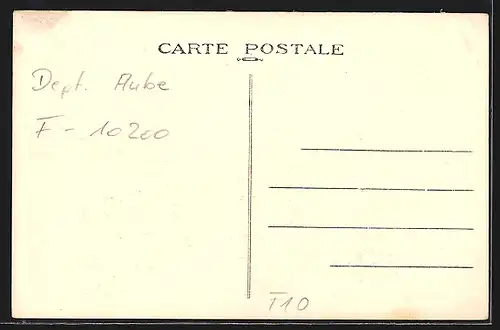 CARTE POSTALE
Dept. Aube
F - 10200
T10